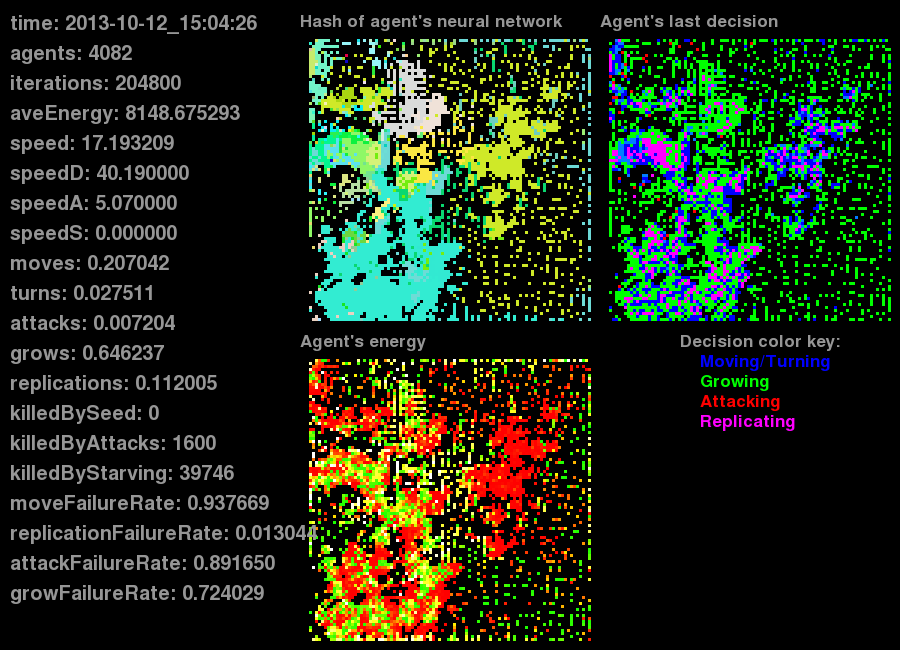 time: 2013-10-12_15:04:26
agents: 4082
iterations: 204800
aveEnergy: 8148.675293
speed: 17.193209
speedD: 40.190000
speedA: 5.070000
speedS: 0.000000
moves: 0.207042
turns: 0.027511
attacks: 0.007204
grows: 0.646237
replications: 0.112005
killedBySeed: 0
killedByAttacks: 1600
killedByStarving: 39746
moveFailureRate: 0.937669
replicationFailureRate: 0.013044
attackFailureRate: 0.891650
growFailureRate: 0.724029
Hash of agent's neural network
Agent's last decision
Agent's energy
Decision color key:
Moving/Turning
Growing
Attacking
Replicating